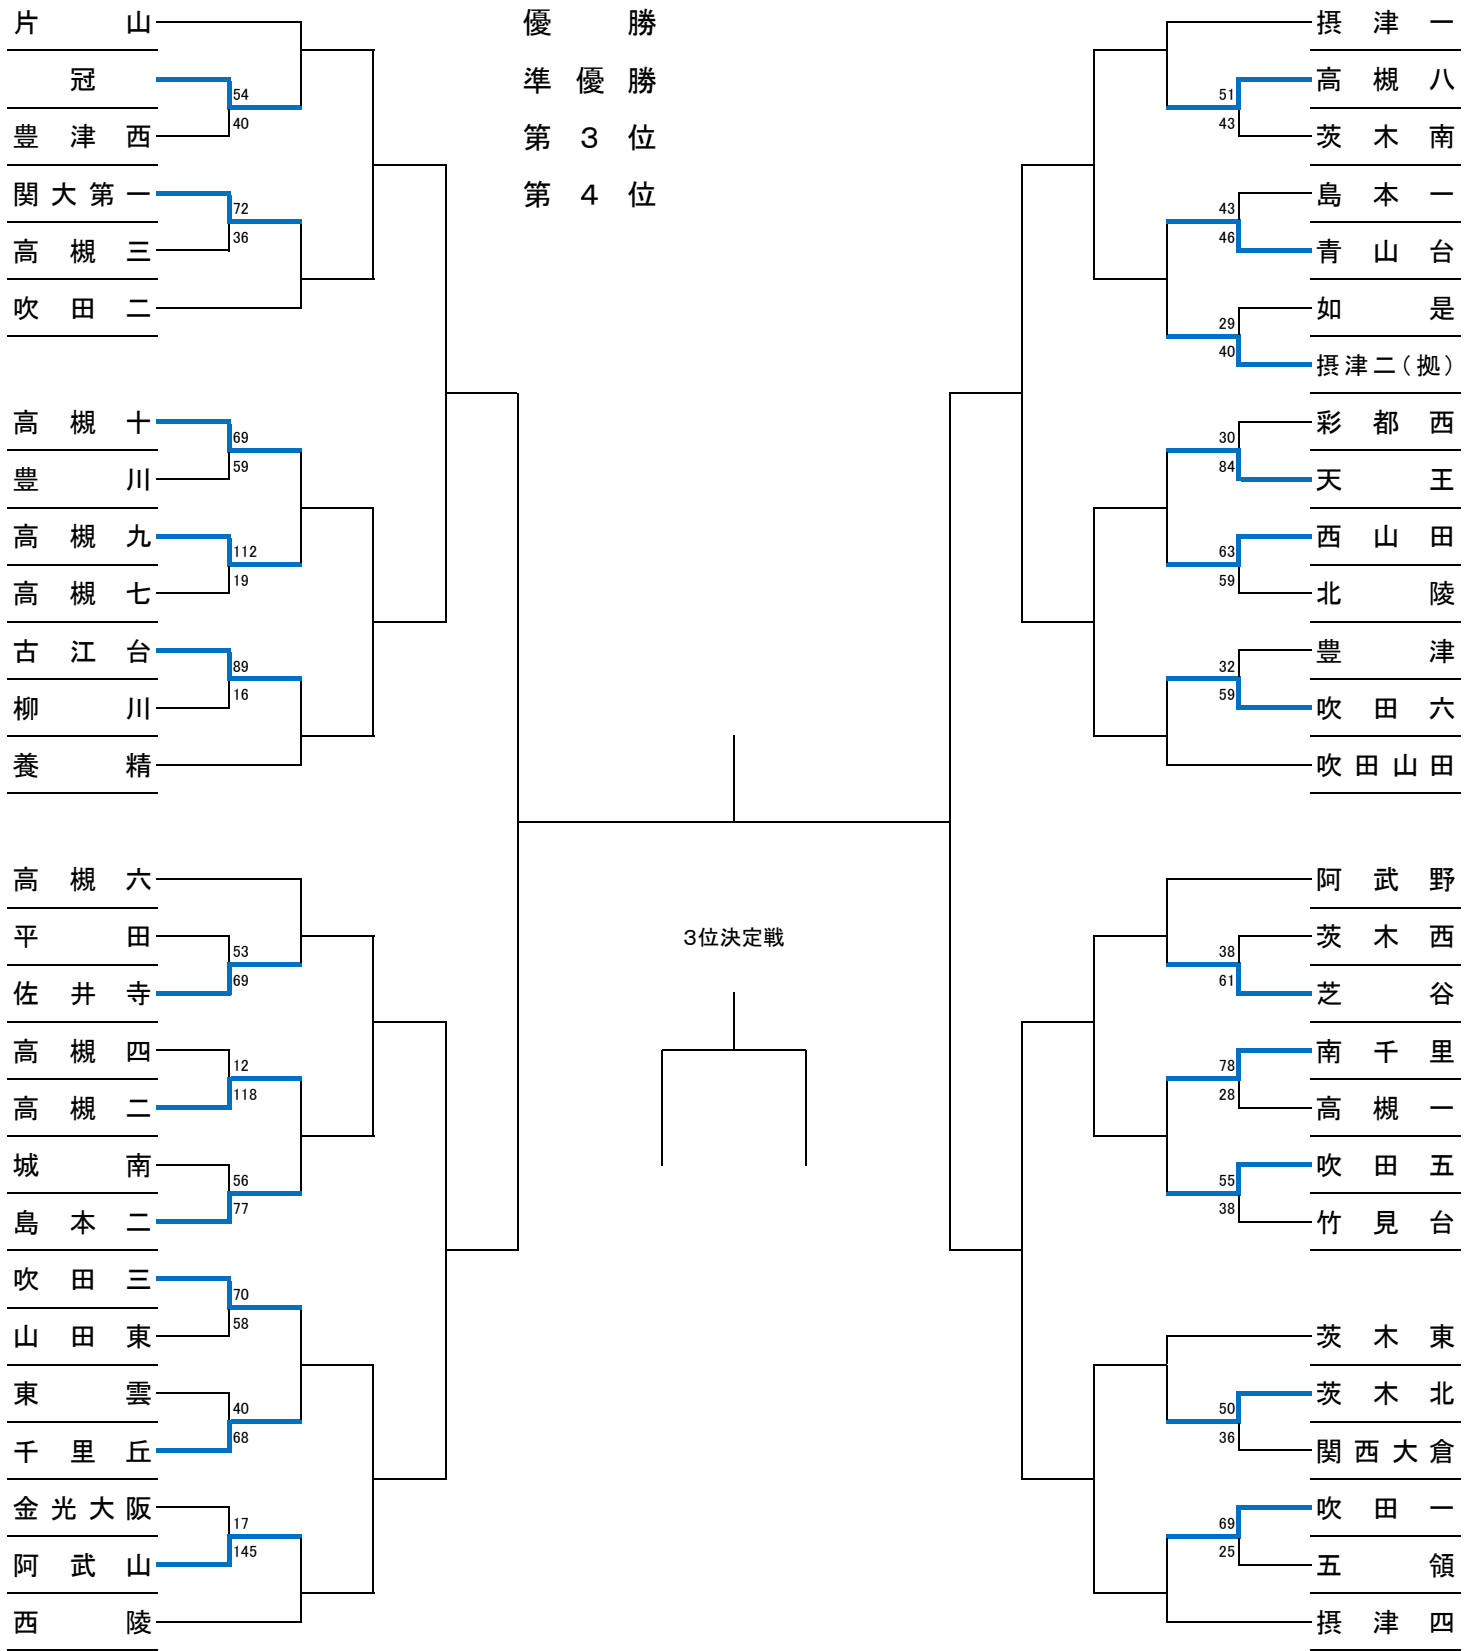 優勝
準優勝
第３位
第４位
片山
冠
54
40
豊津西
関大第一
72
36
高槻三
吹田二
高槻十
69
59
豊川
高槻九
112
19
高槻七
古江台
89
16
柳川
養精
高槻六
平田
53
69
佐井寺
高槻四
12
118
高槻二
城南
56
77
島本二
吹田三
70
58
山田東
東雲
40
68
千里丘
金光大阪
17
145
阿武山
西陵
3位決定戦
摂津一
高槻八
51
43
茨木南
島本一
43
46
青山台
如是
29
40
摂津二（拠）
彩都西
30
84
天王
西山田
63
59
北陵
豊津
32
59
吹田六
吹田山田
阿武野
茨木西
38
61
芝谷
南千里
78
28
高槻一
吹田五
55
38
竹見台
茨木東
茨木北
50
36
関西大倉
吹田一
69
25
五領
摂津四